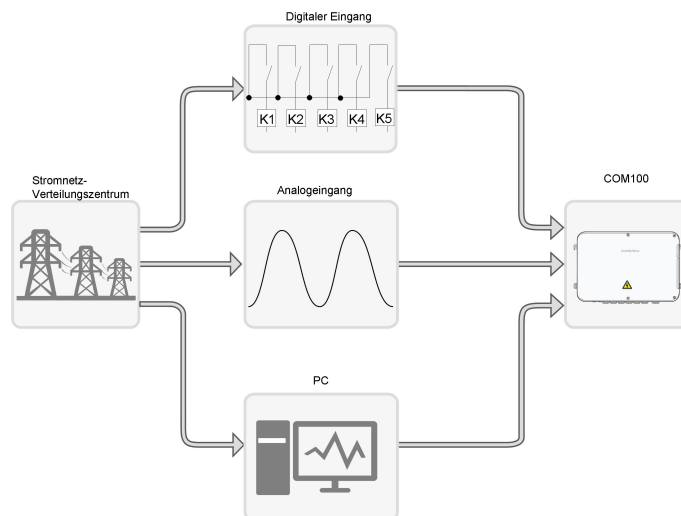 Digitaler Eingang
K1 K2 K3 K4 K5
Stromnetz-
Verteilungszentrum
Analogeingang
COM100
PC